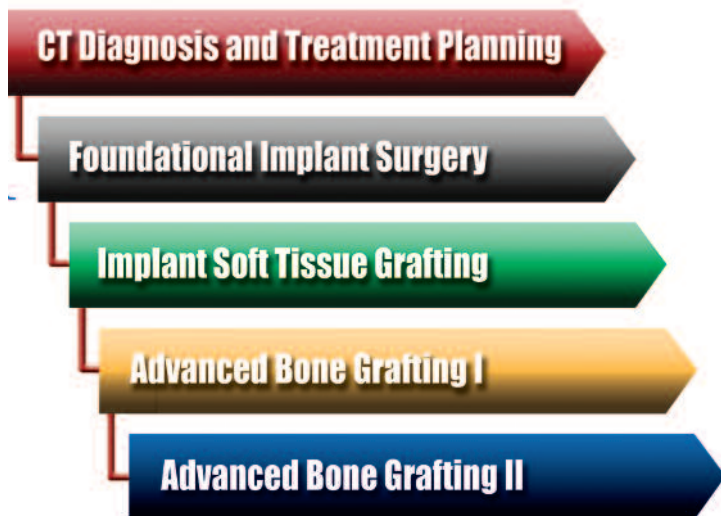 CT Diagnosis and Treatment Planning
Foundational Implant Surgery
Implant Soft Tissue Grafting
Advanced Bone Grafting I
Advanced Bone Grafting II